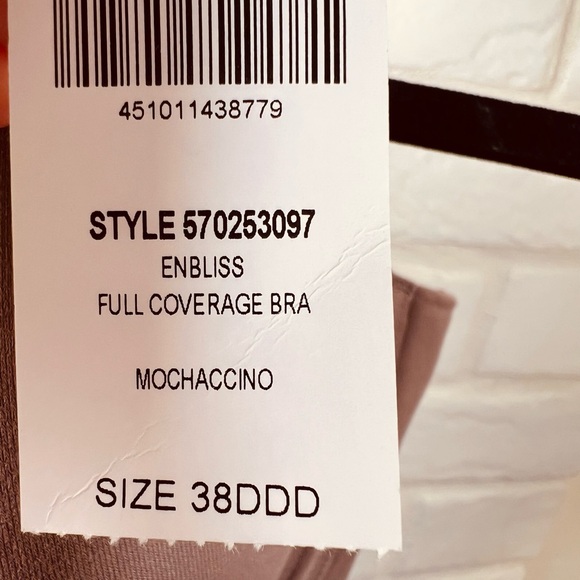 451011438779
STYLE 570253097
ENBLISS
FULL COVERAGE BRA
MOCHACCINO
SIZE 38DDD